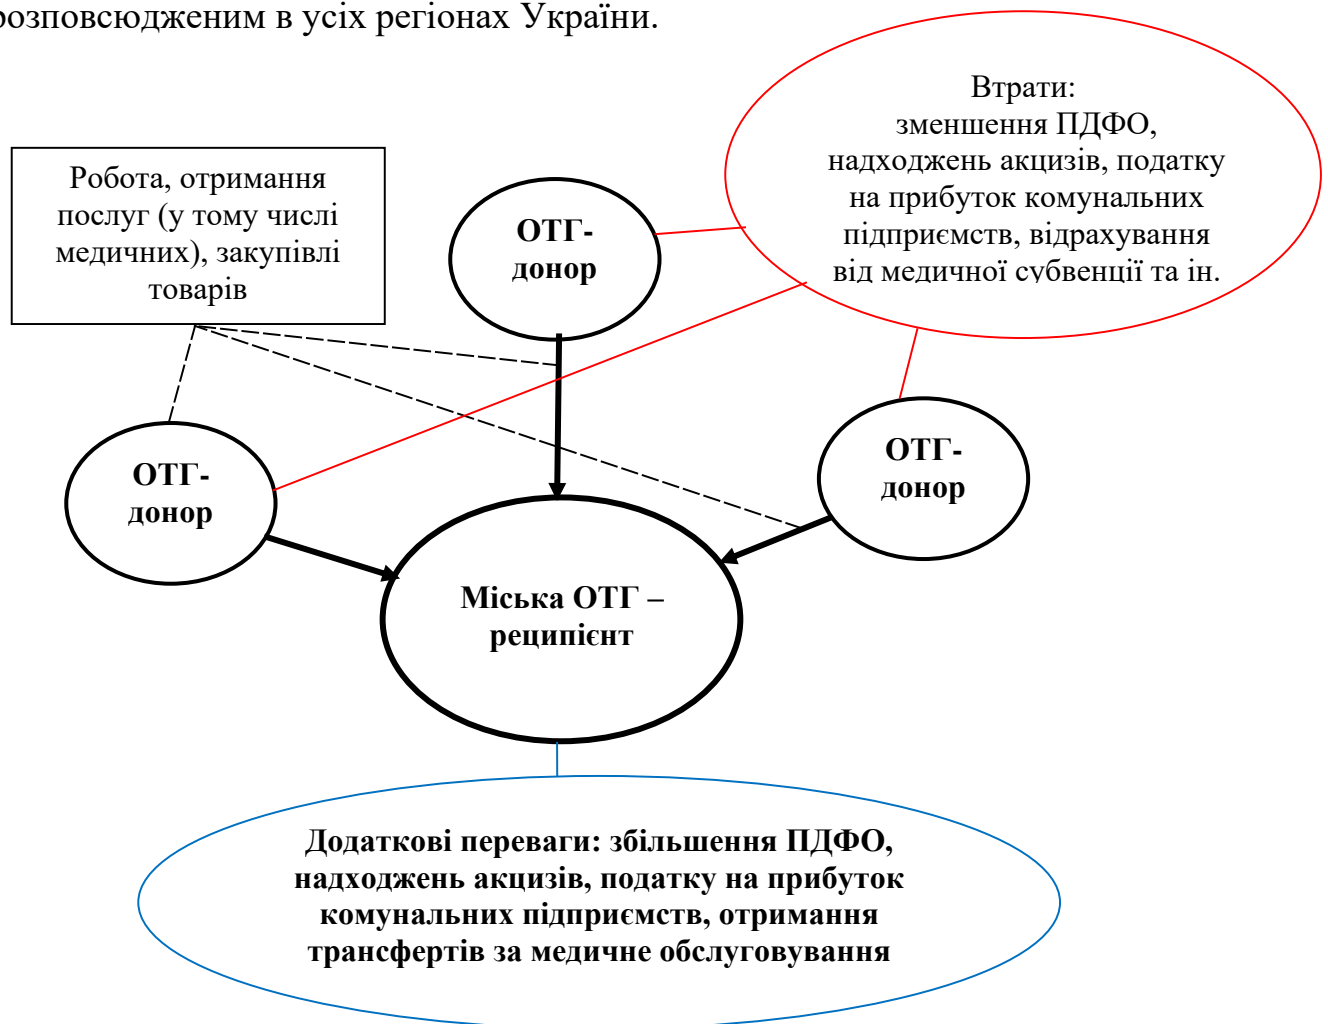 розповсюдженим в усіх регіонах України.
Втрати:
зменшення ПДФО,
надходжень акцизів, податку
на прибуток комунальних
підприємств, відрахування
від медичної субвенції та ін.
Робота, отримання
послуг (у тому числі
медичних), закупівлі
товарів
ОТГ-
донор
ОТГ-
донор
ОТГ-
донор
Міська ОТГ –
реципієнт
Додаткові переваги: збільшення ПДФО,
надходжень акцизів, податку на прибуток
комунальних підприємств, отримання
трансфертів за медичне обслуговування